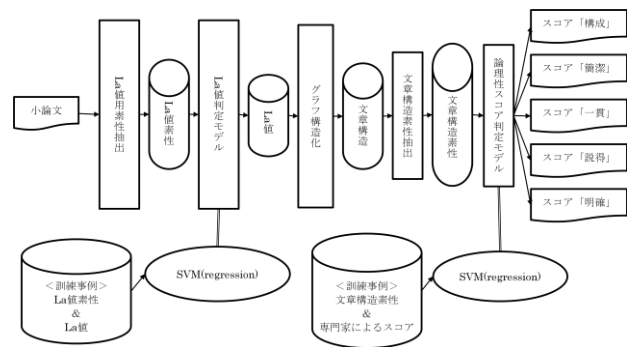 小論文
La値用素性抽出
La値素性
La値判定モデル
La値
グラフ構造化
文章構造
文章構造素性抽出
文章構造素性
論理性スコア判定モデル
スコア「構成」
スコア「簡潔」
スコア「一貫」
スコア「説得」
スコア「明確」
＜訓練事例＞
La値素性
＆
La値
SVM(regression)
＜訓練事例＞
文章構造素性
＆
専門家によるスコア
SVM(regression)